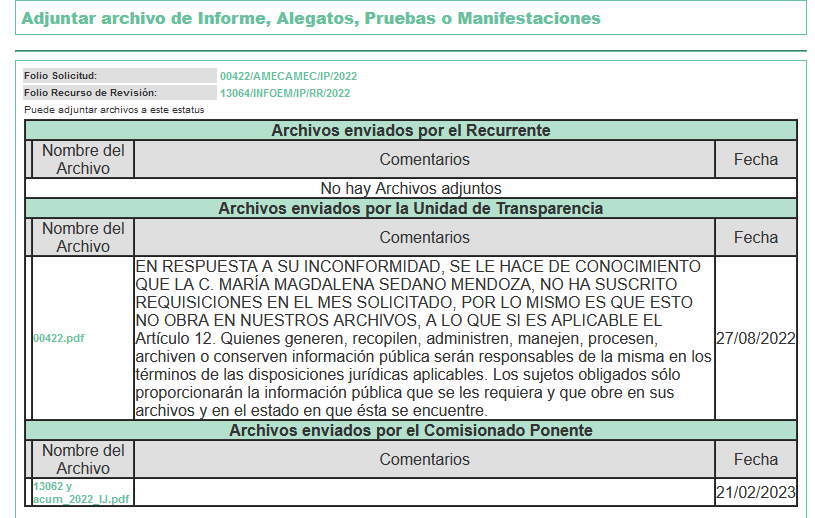 Adjuntar archivo de Informe, Alegatos, Pruebas o Manifestaciones
Folio Solicitud: 00422/AMECAMEC/IP/2022
Folio Recurso de Revisión: 13064/INFOEM/IP/RR/2022
Puede adjuntar archivos a este estatus
Archivos enviados por el Recurrente
Nombre del Archivo Comentarios Fecha
No hay Archivos adjuntos
Archivos enviados por la Unidad de Transparencia
Nombre del Archivo Comentarios Fecha
EN RESPUESTA A SU INCONFORMIDAD, SE LE HACE DE CONOCIMIENTO
QUE LA C. MARÍA MAGDALENA SEDANO MENDOZA, NO HA SUSCRITO
REQUISICIONES EN EL MES SOLICITADO, POR LO MISMO ES QUE ESTO
NO OBRA EN NUESTROS ARCHIVOS, A LO QUE SI ES APLICABLE EL
00422.pdf Artículo 12. Quienes generen, recopilen, administren, manejen, procesen, 27/08/2022
archiven o conserven información pública serán responsables de la misma en los
términos de las disposiciones jurídicas aplicables. Los sujetos obligados sólo
proporcionarán la información pública que se les requiera y que obre en sus
archivos y en el estado en que ésta se encuentre.
Archivos enviados por el Comisionado Ponente
Nombre del Archivo Comentarios Fecha
13062 y
acum_2022_IJ.pdf 21/02/2023